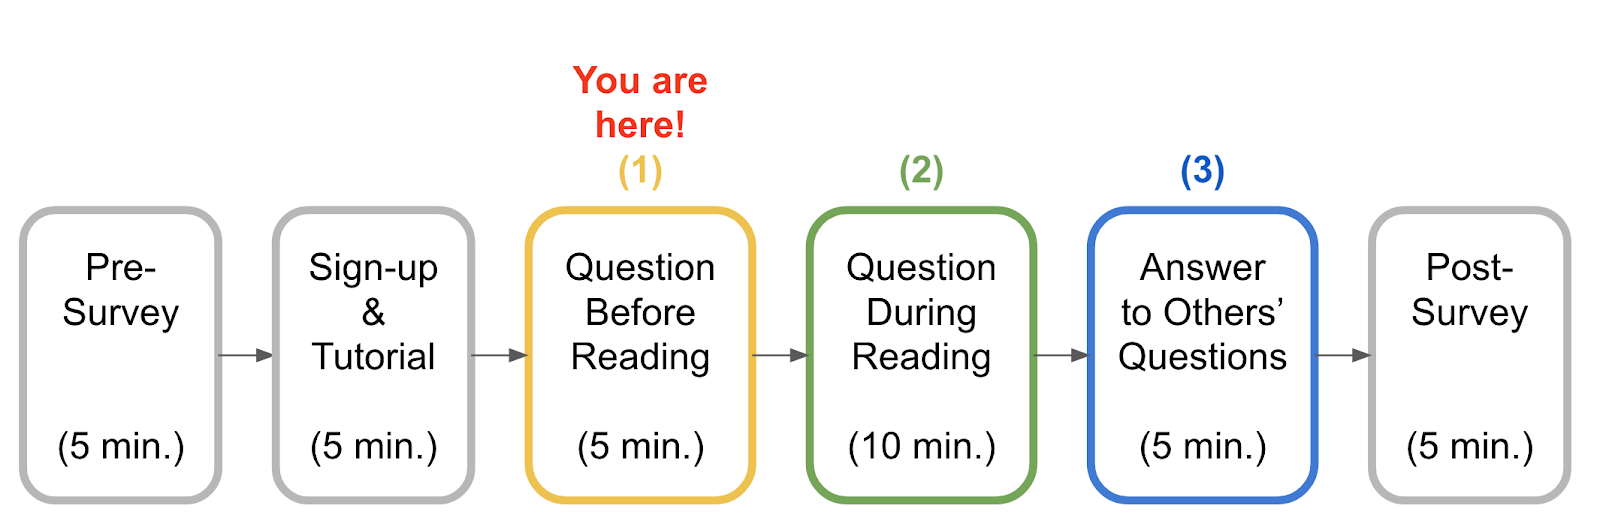 You are
here!
(1)
(2)
(3)
Pre-
Survey
(5 min.)
Sign-up
&
Tutorial
(5 min.)
Question
Before
Reading
(5 min.)
Question
During
Reading
(10 min.)
Answer
to Others’
Questions
(5 min.)
Post-
Survey
(5 min.)